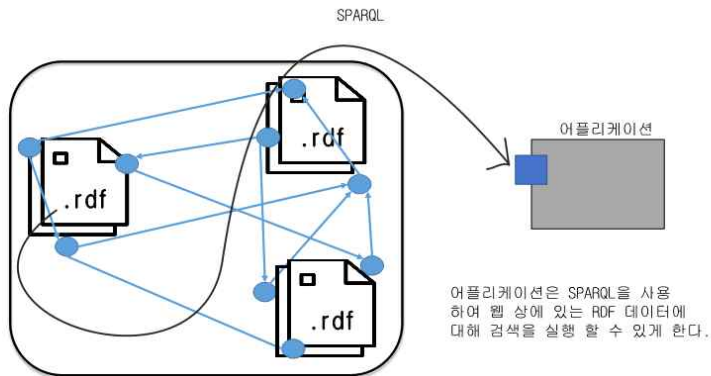 SPARQL
.rdf
어플리케이션
.rdf
어플리케이션은 SPARQL을 사용
하여 웹 상에 있는 RDF 데이터에
대해 검색을 실행 할 수 있게 한다.
.rdf